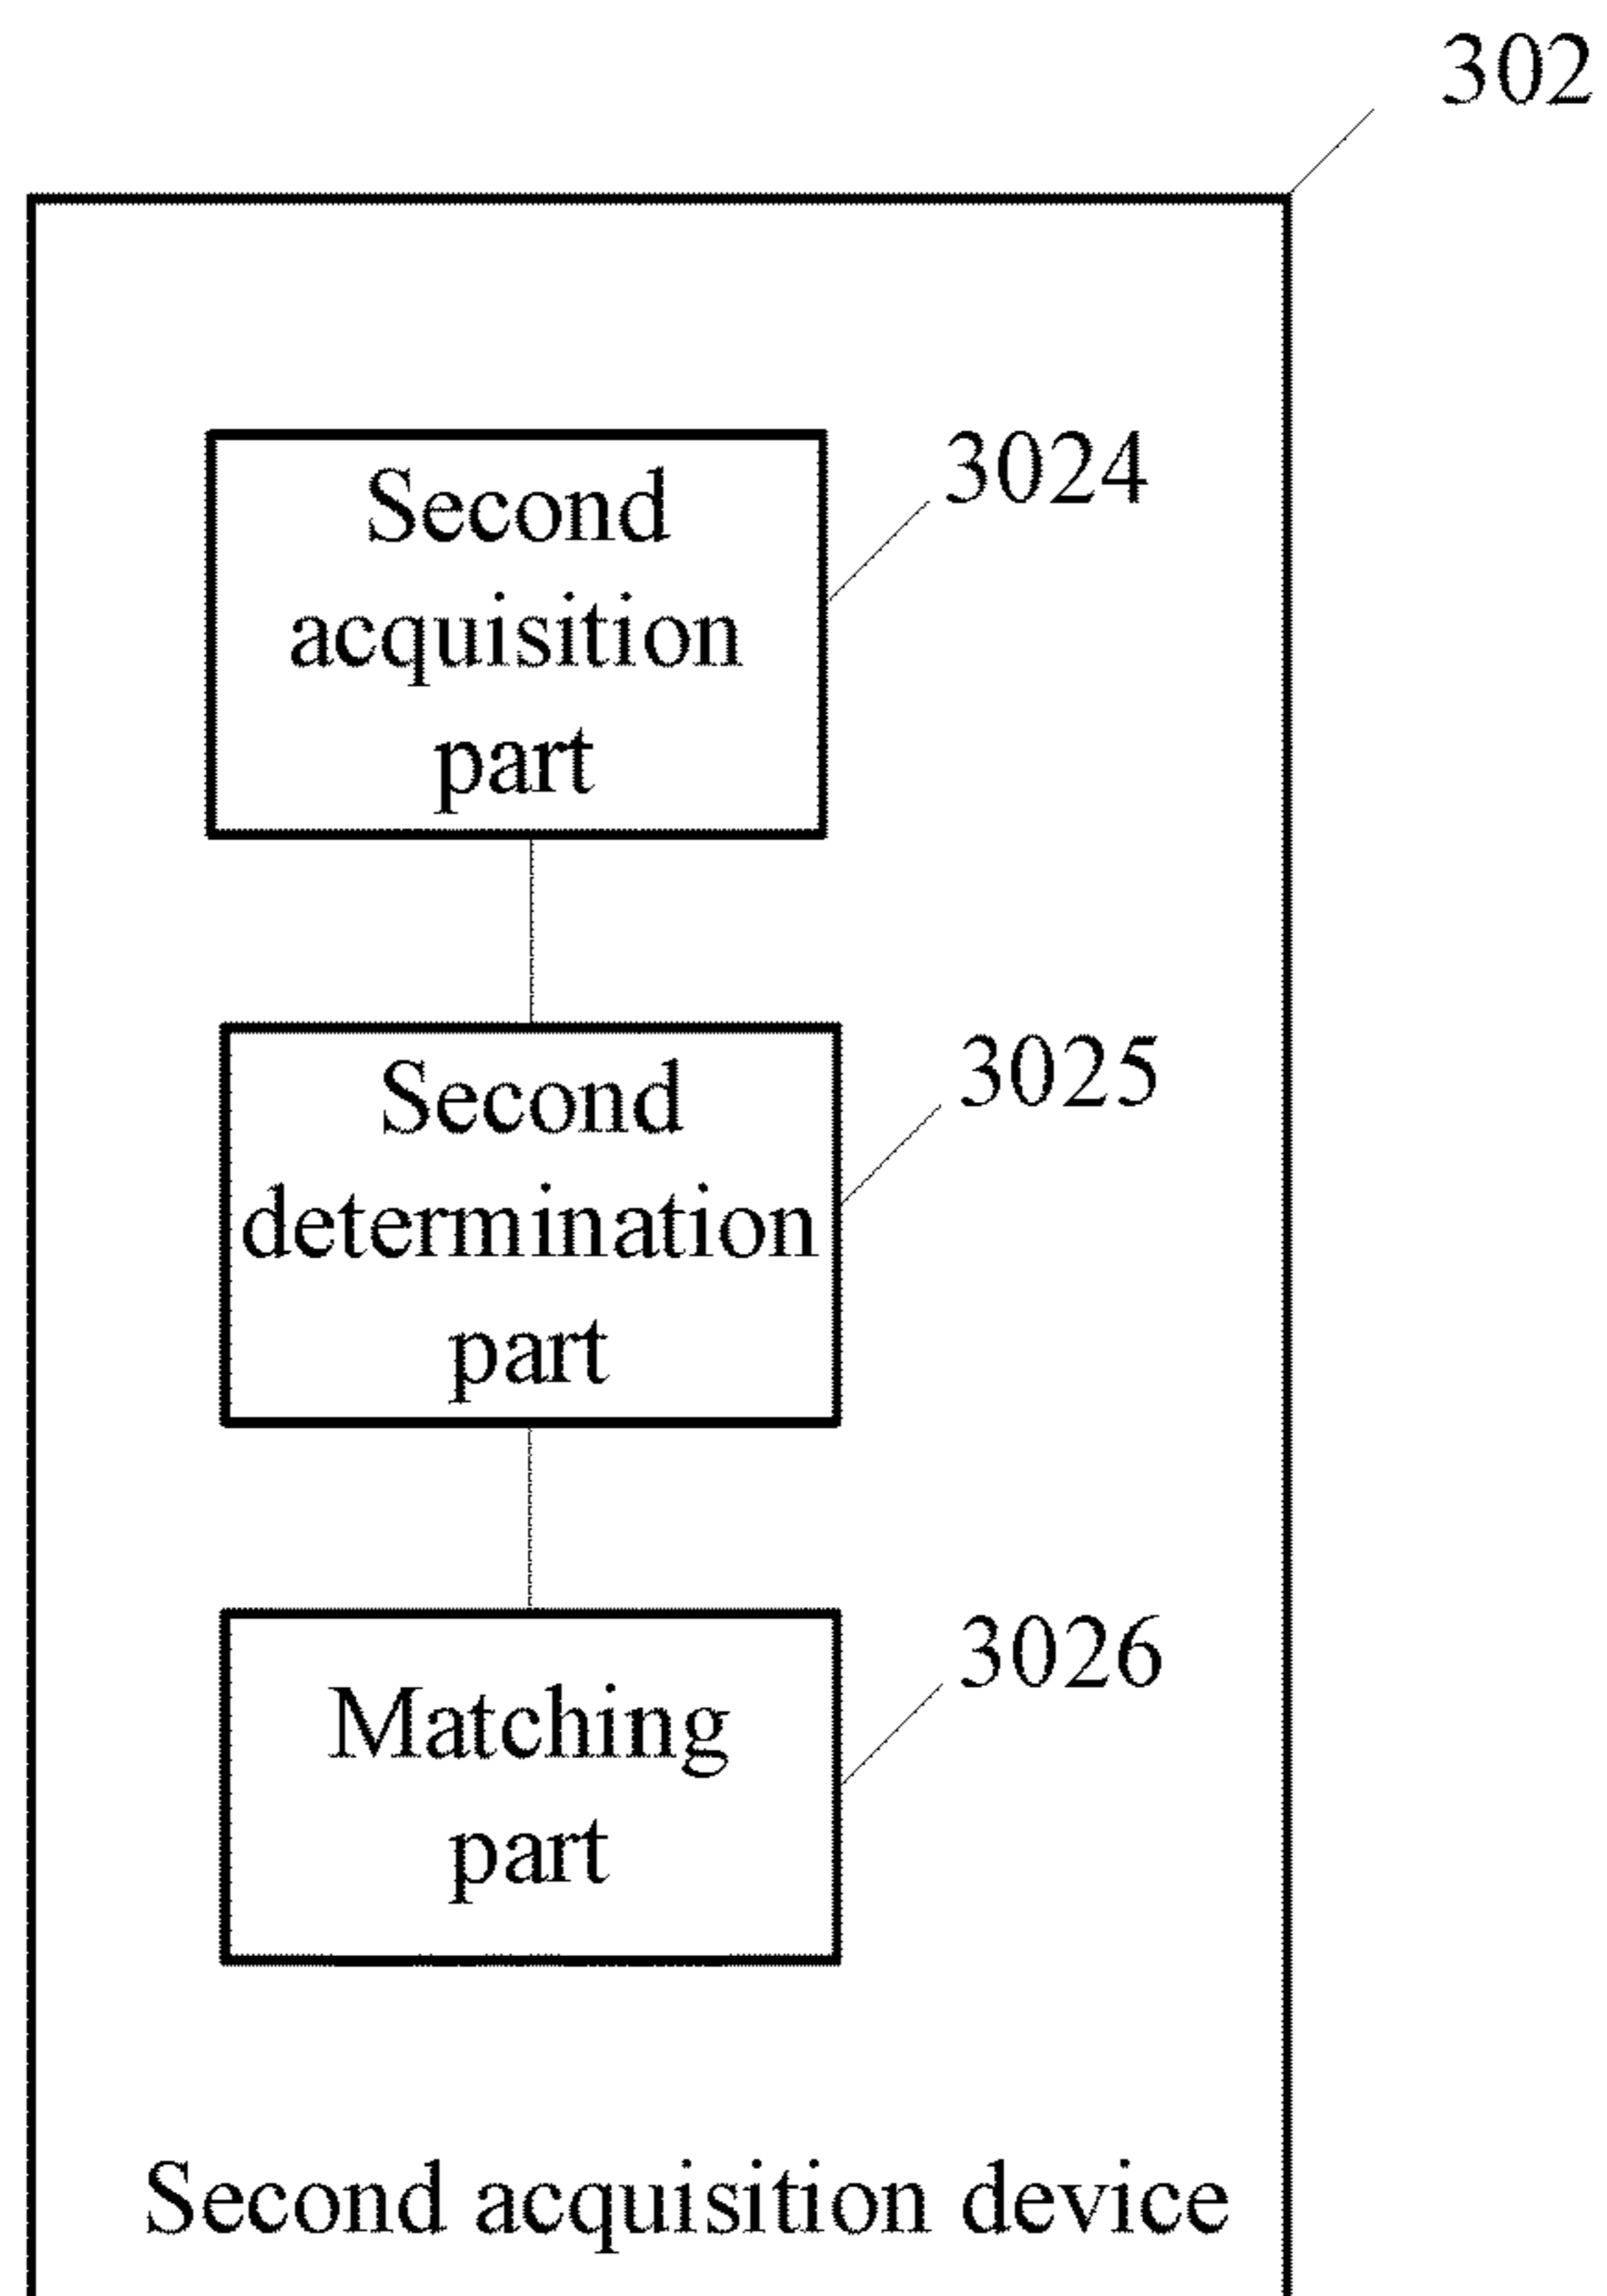 302
3024
Second
acquisition
part
3025
Second
determination
part
3026
Matching
part
Second acquisition device